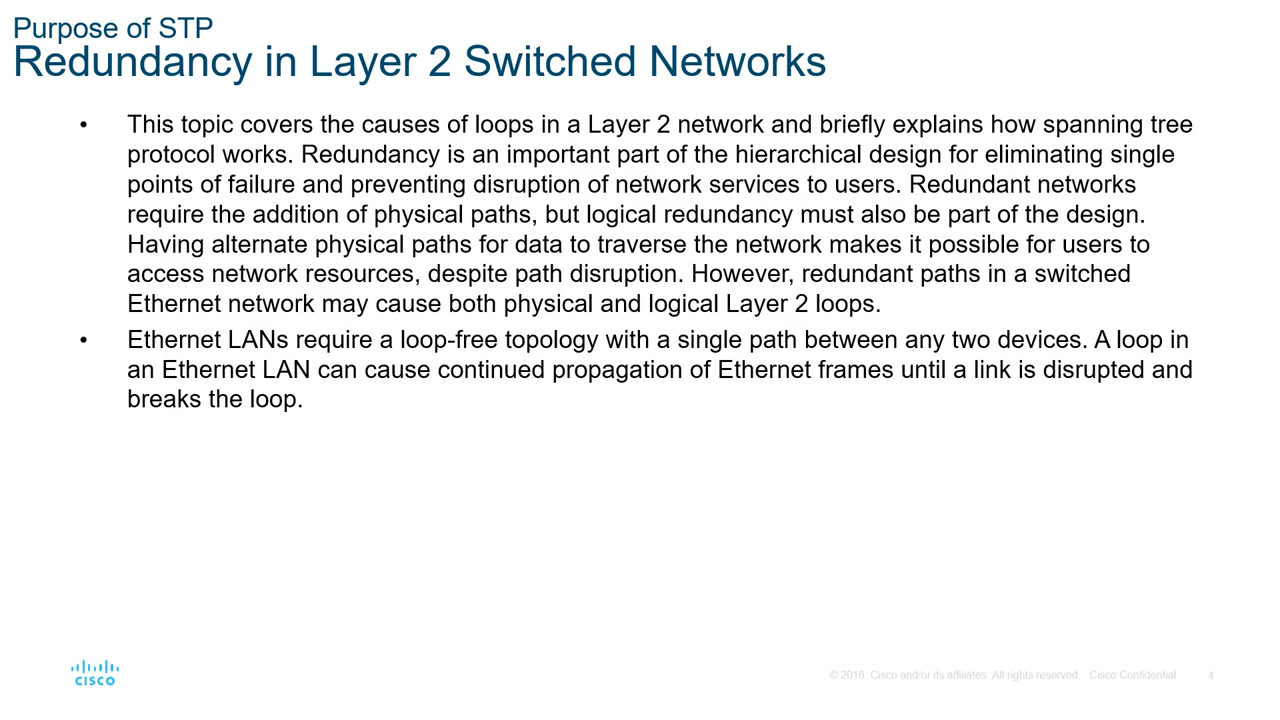 Purpose of STP
Redundancy in Layer 2 Switched Networks
• This topic covers the causes of loops in a Layer 2 network and briefly explains how spanning tree
protocol works. Redundancy is an important part of the hierarchical design for eliminating single
points of failure and preventing disruption of network services to users. Redundant networks
require the addition of physical paths, but logical redundancy must also be part of the design.
Having alternate physical paths for data to traverse the network makes it possible for users to
access network resources, despite path disruption. However, redundant paths in a switched
Ethernet network may cause both physical and logical Layer 2 loops.
• Ethernet LANs require a loop-free topology with a single path between any two devices. A loop in
an Ethernet LAN can cause continued propagation of Ethernet frames until a link is disrupted and
breaks the loop.
CISCO
© 2016 Cisco and/or its affiliates. All rights reserved. Cisco Confidential 4